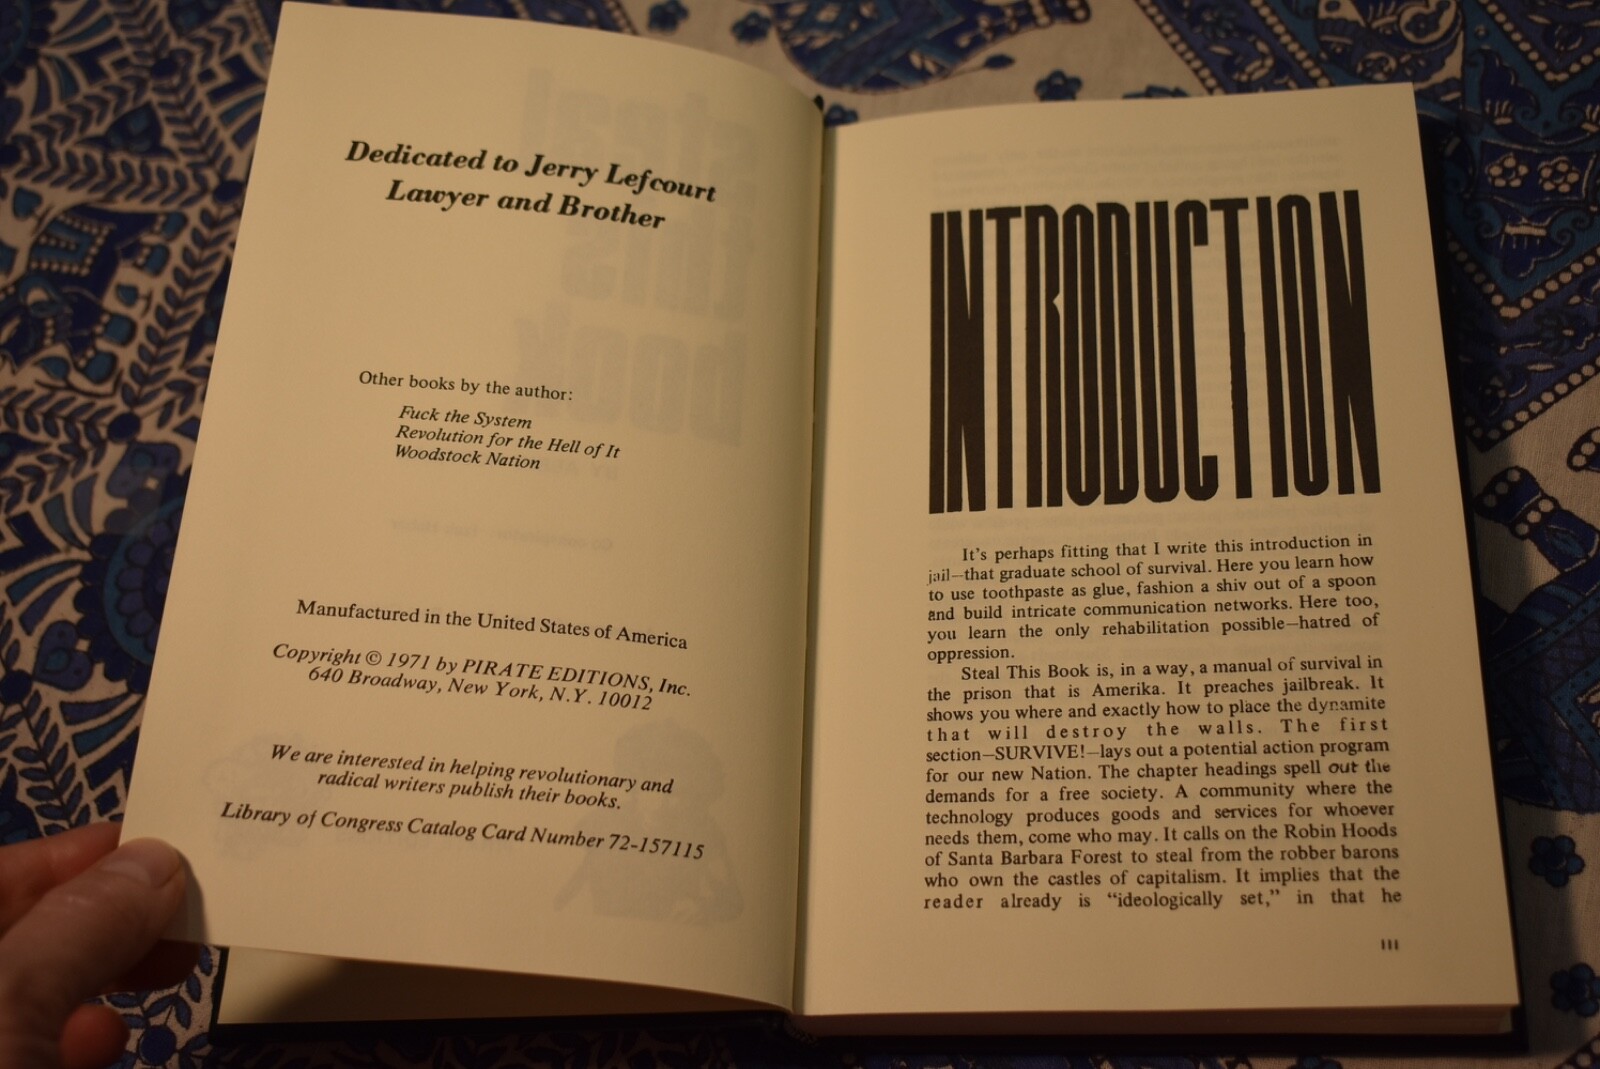 Dedicated to Jerry Lefcourt
Lawyer and Brother
Other books by the author:
Fuck the System
Revolution for the Hell of It
Woodstock Nation
Manufactured in the United States of America
Copyright © 1971 by PIRATE EDITIONS, Inc.
640 Broadway, New York, N.Y. 10012
We are interested in helping revolutionary and
radical writers publish their books.
Library of Congress Catalog Card Number 72-157115
INTRODUCTION
It's perhaps fitting that I write this introduction in
jail—that graduate school of survival. Here you learn how
to use toothpaste as glue, fashion a shiv out of a spoon
and build intricate communication networks. Here too,
you learn the only rehabilitation possible—hatred of
oppression.
Steal This Book is, in a way, a manual of survival in
the prison that is Amerika. It preaches jailbreak. It
shows you where and exactly how to place the dynamite
that will destroy the walls. The first
section—SURVIVE!—lays out a potential action program
for our new Nation. The chapter headings spell out the
demands for a free society. A community where the
technology produces goods and services for whoever
needs them, come who may. It calls on the Robin Hoods
of Santa Barbara Forest to steal from the robber barons
who own the castles of capitalism. It implies that the
reader already is “ideologically set,” in that he
III